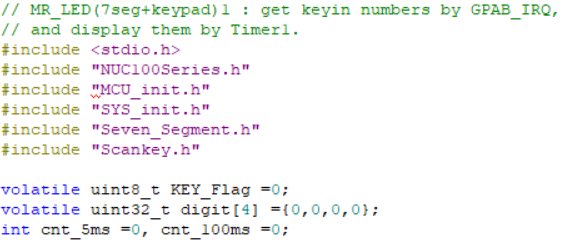 // MR_LED(7seg+keypad)1 : get keyin numbers by GPAB_IRQ,
// and display them by Timer1.
#include <stdio.h>
#include "NUC100Series.h"
#include "MCU_init.h"
#include "SYS_init.h"
#include "Seven_Segment.h"
#include "Scankey.h"

volatile uint8_t KEY_Flag =0;
volatile uint32_t digit[4] ={0,0,0,0};
int cnt_5ms =0, cnt_100ms =0;